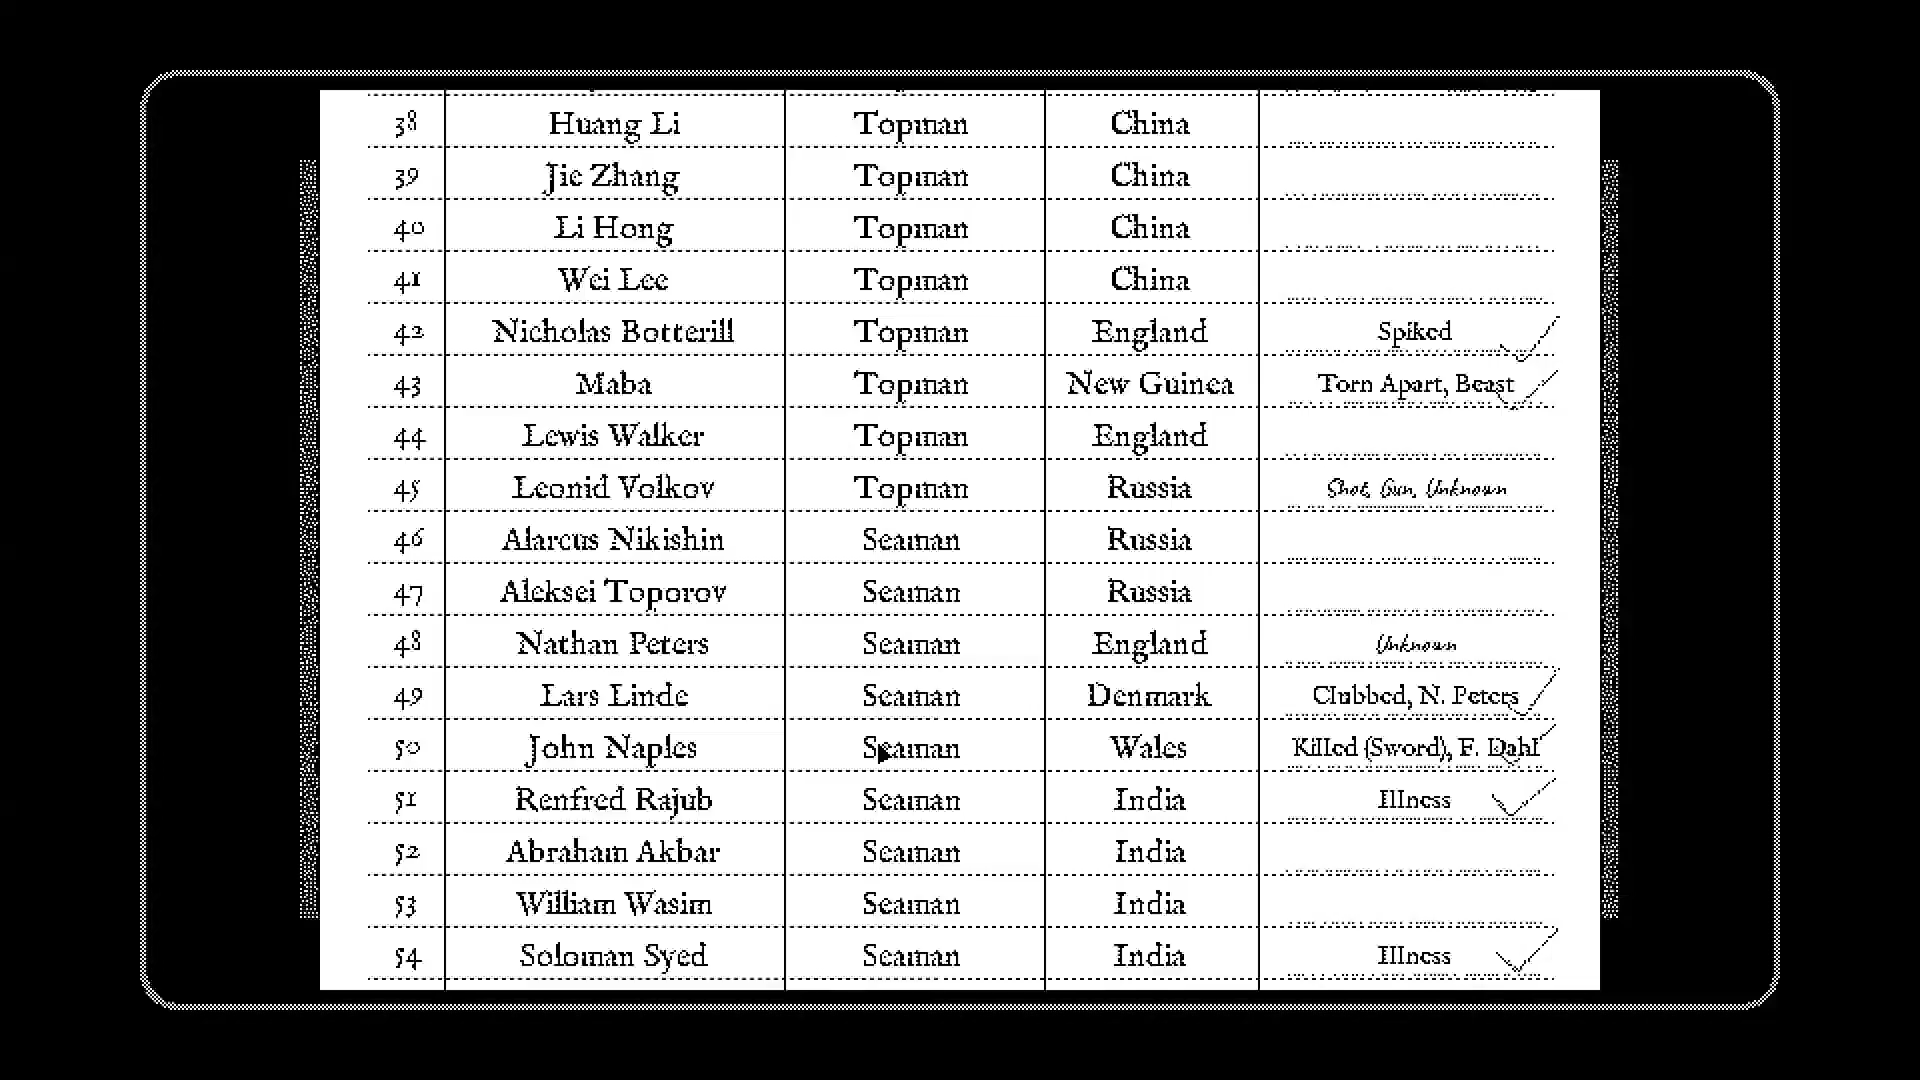 38 Huang Li Topman China
39 Jie Zhang Topman China
40 Li Hong Topman China
41 Wei Lee Topman China
42 Nicholas Botterill Topman England Spiked
43 Maba Topman New Guinea Torn Apart, Beast
44 Lewis Walker Topman England
45 Leonid Volkov Topman Russia Shot, Gun, Unknown
46 Alarcus Nikishin Seaman Russia
47 Aleksei Toporov Seaman Russia
48 Nathan Peters Seaman England Unknown
49 Lars Linde Seaman Denmark Clubbed, N. Peters
50 John Naples Seaman Wales Killed (Sword), F. Dahl
51 Renfred Rajub Seaman India Illness
52 Abraham Akbar Seaman India
53 William Wasim Seaman India
54 Soloman Syed Seaman India Illness